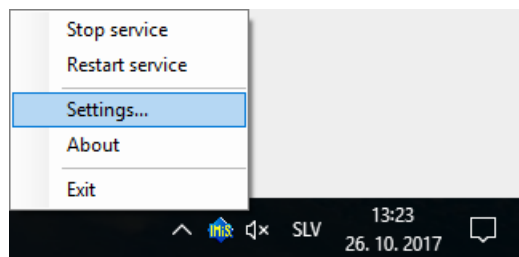 Stop service
Restart service
Settings...
About
Exit
IMiS
SLV
13:23
26. 10. 2017